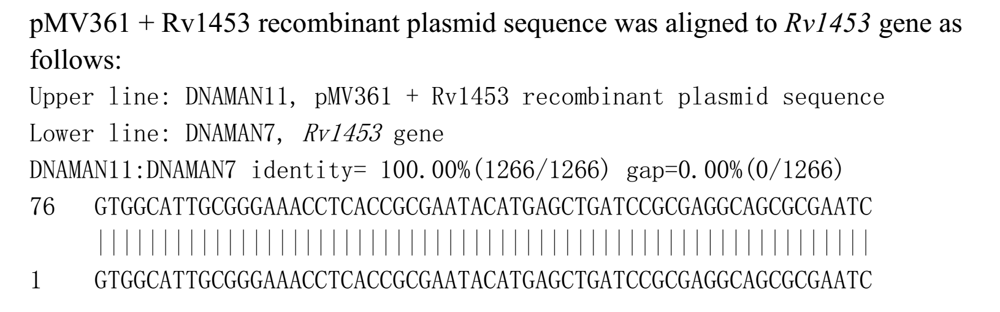 pMV361 + Rv1453 recombinant plasmid sequence was aligned to Rv1453 gene as
follows:
Upper line: DNAMAN11, pMV361 + Rv1453 recombinant plasmid sequence
Lower line: DNAMAN7, Rv1453 gene
DNAMAN11:DNAMAN7 identity= 100.00%(1266/1266) gap=0.00%(0/1266)
76 GTGGCATTGCGGGAAACCTCACCGCGAATACATGAGCTGATCCGCGAGGCAGCGCGAATC
||||||||||||||||||||||||||||||||||||||||||||||||||||||||||||
1 GTGGCATTGCGGGAAACCTCACCGCGAATACATGAGCTGATCCGCGAGGCAGCGCGAATC